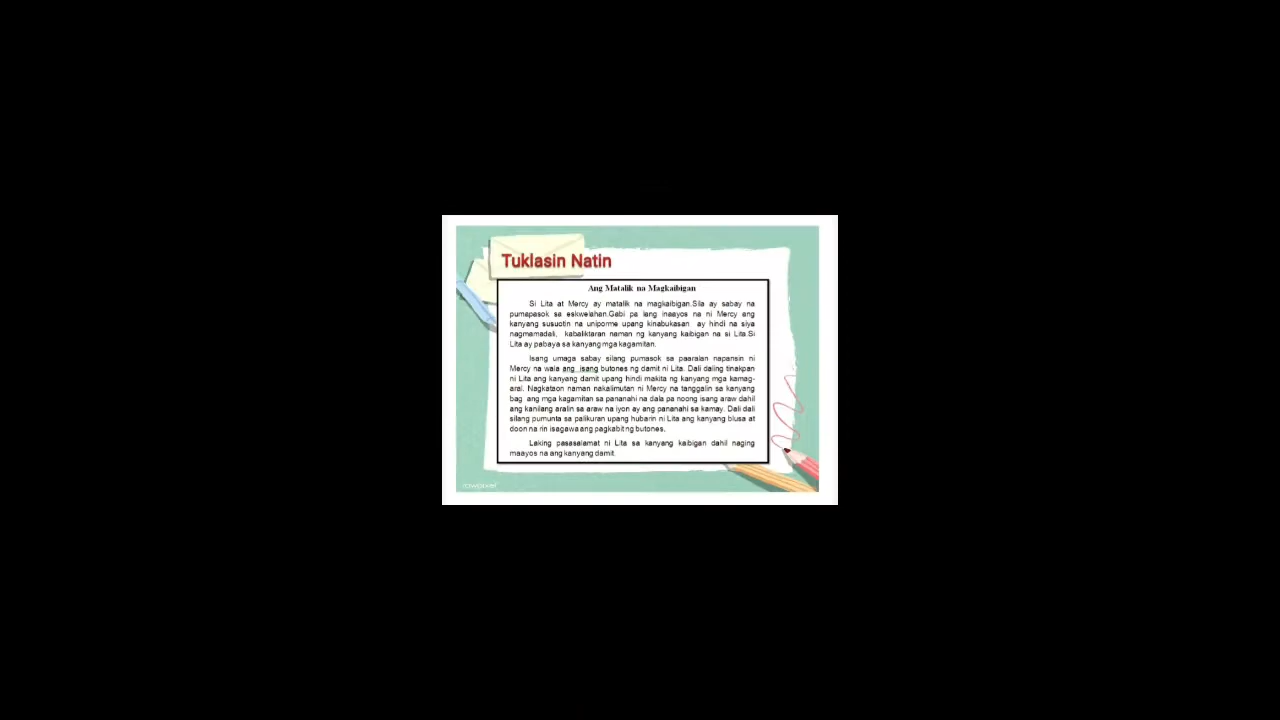 Tuklasin Natin
Ang Matalik na Magkaibigan
Si Lita at Mercy ay matalik na magkaibigan.Sila ay sabay na
pumapasok sa eskwelahan.Gabi pa lang inaayos na ni Mercy ang
kanyang susuotin na uniporme upang kinabukasan ay hindi na siya
nagmamadali, kabaliktaran naman ng kanyang kaibigan na si Lita.Si
Lita ay pabaya sa kanyang mga kagamitan.
Isang umaga sabay silang pumasok sa paaralan napansin ni
Mercy na wala ang isang butones ng damit ni Lita. Dali daling tinakpan
ni Lita ang kanyang damit upang hindi makita ng kanyang mga kamag-
aral. Nagkataon naman nakalimutan ni Mercy na tanggalin sa kanyang
bag ang mga kagamitan sa pananahi na dala pa noong isang araw dahil
ang kanilang aralin sa araw na iyon ay ang pananahi sa kamay. Dali dali
silang pumunta sa palikuran upang hubarin ni Lita ang kanyang blusa at
doon na rin isagawa ang pagkabit ng butones.
Laking pasasalamat ni Lita sa kanyang kaibigan dahil naging
maayos na ang kanyang damit.
rawpixel